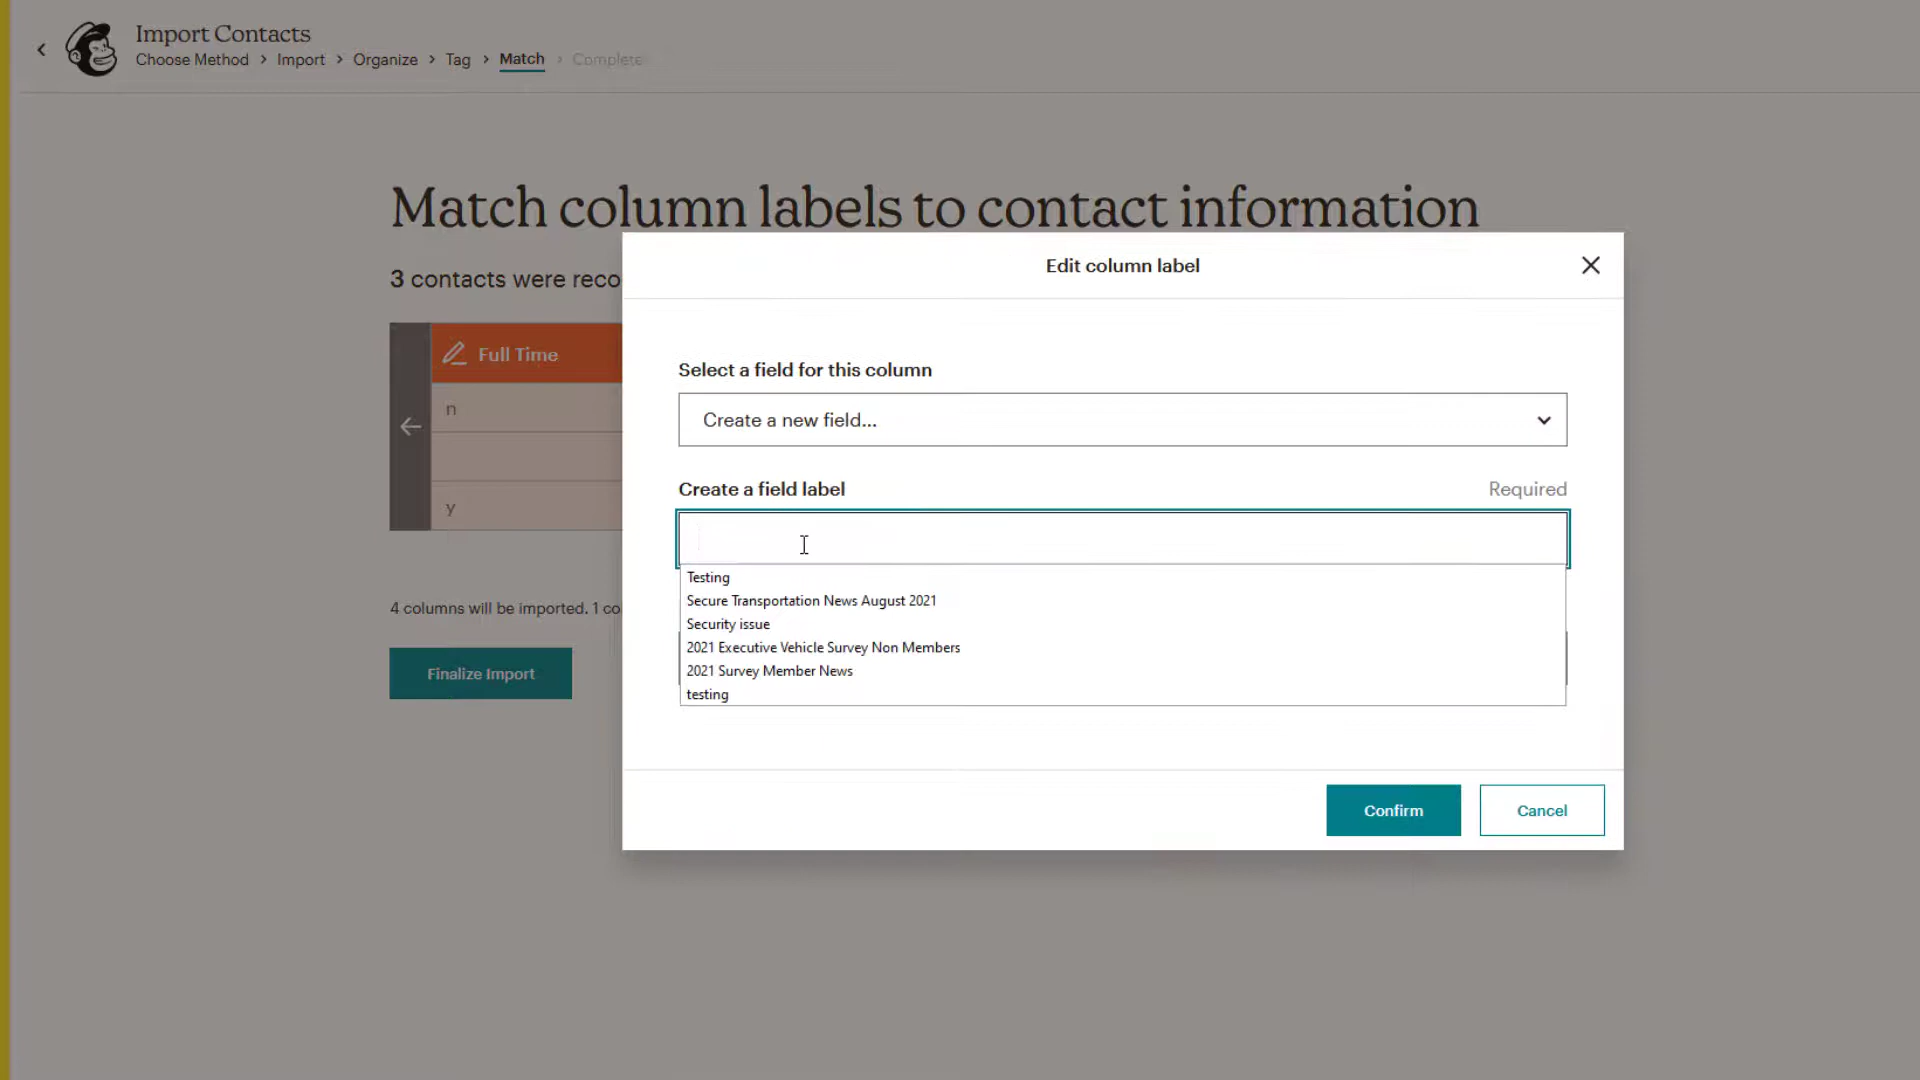 Import Contacts
Choose Method > Import > Organize > Tag > Match > Complete
Match column labels to contact information
3 contacts were reco
Edit column label
Full Time
n
y
Select a field for this column
Create a new field...
Create a field label
Required
Testing
Secure Transportation News August 2021
Security issue
2021 Executive Vehicle Survey Non Members
2021 Survey Member News
testing
4 columns will be imported. 1 co
Finalize Import
Confirm
Cancel